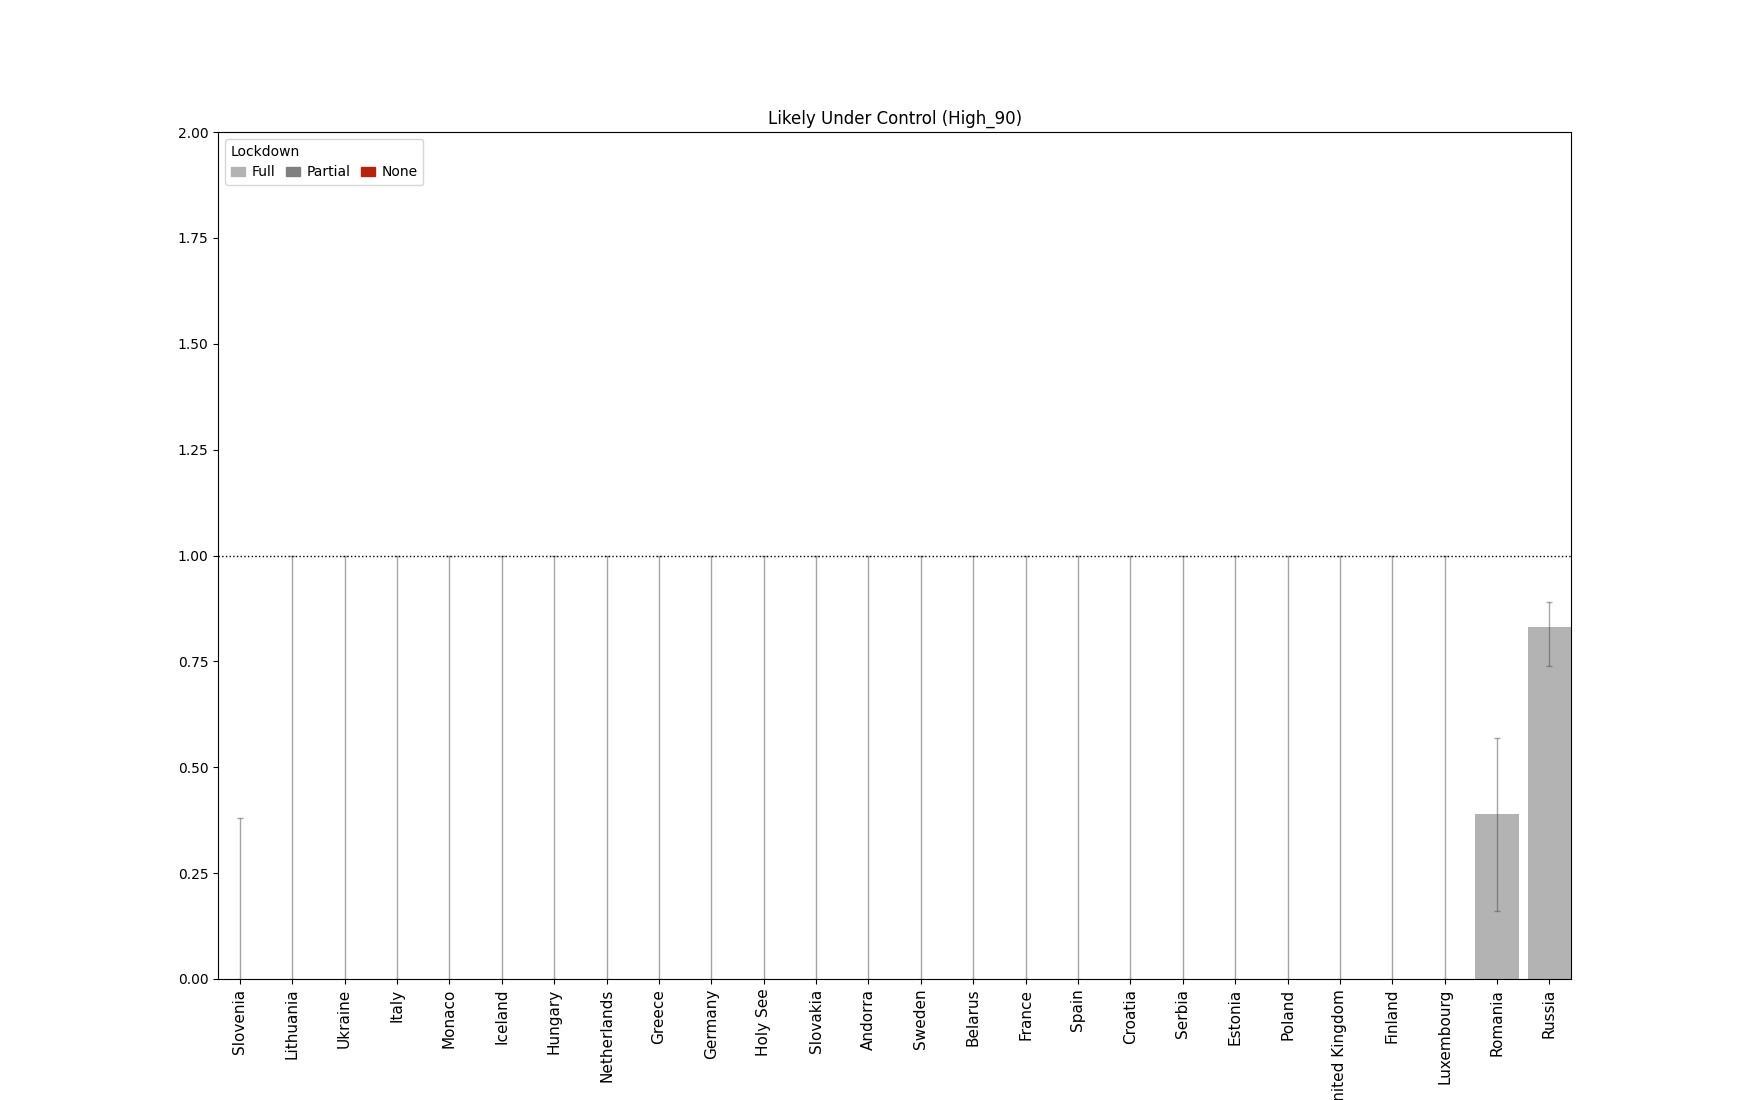 Likely Under Control (High_90)
Lockdown
Full Partial None
2.00
1.75
1.50
1.25
1.00
0.75
0.50
0.25
0.00
Slovenia
Lithuania
Ukraine
Italy
Monaco
Iceland
Hungary
Netherlands
Greece
Germany
Holy See
Slovakia
Andorra
Sweden
Belarus
France
Spain
Croatia
Serbia
Estonia
Poland
nited Kingdom
Finland
Luxembourg
Romania
Russia